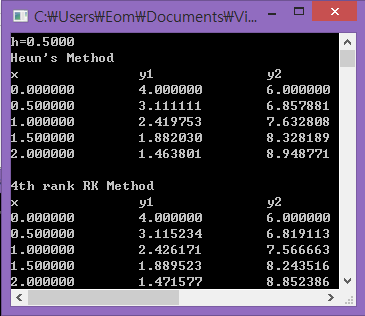 C:₩Users₩Eom₩Documents₩Vi...
h=0.5000
Heun's Method
x y1 y2
0.000000 4.000000 6.000000
0.500000 3.111111 6.857881
1.000000 2.419753 7.632808
1.500000 1.882030 8.328189
2.000000 1.463801 8.948771
4th rank RK Method
x y1 y2
0.000000 4.000000 6.000000
0.500000 3.115234 6.819113
1.000000 2.426171 7.566663
1.500000 1.889523 8.243516
2.000000 1.471577 8.852386